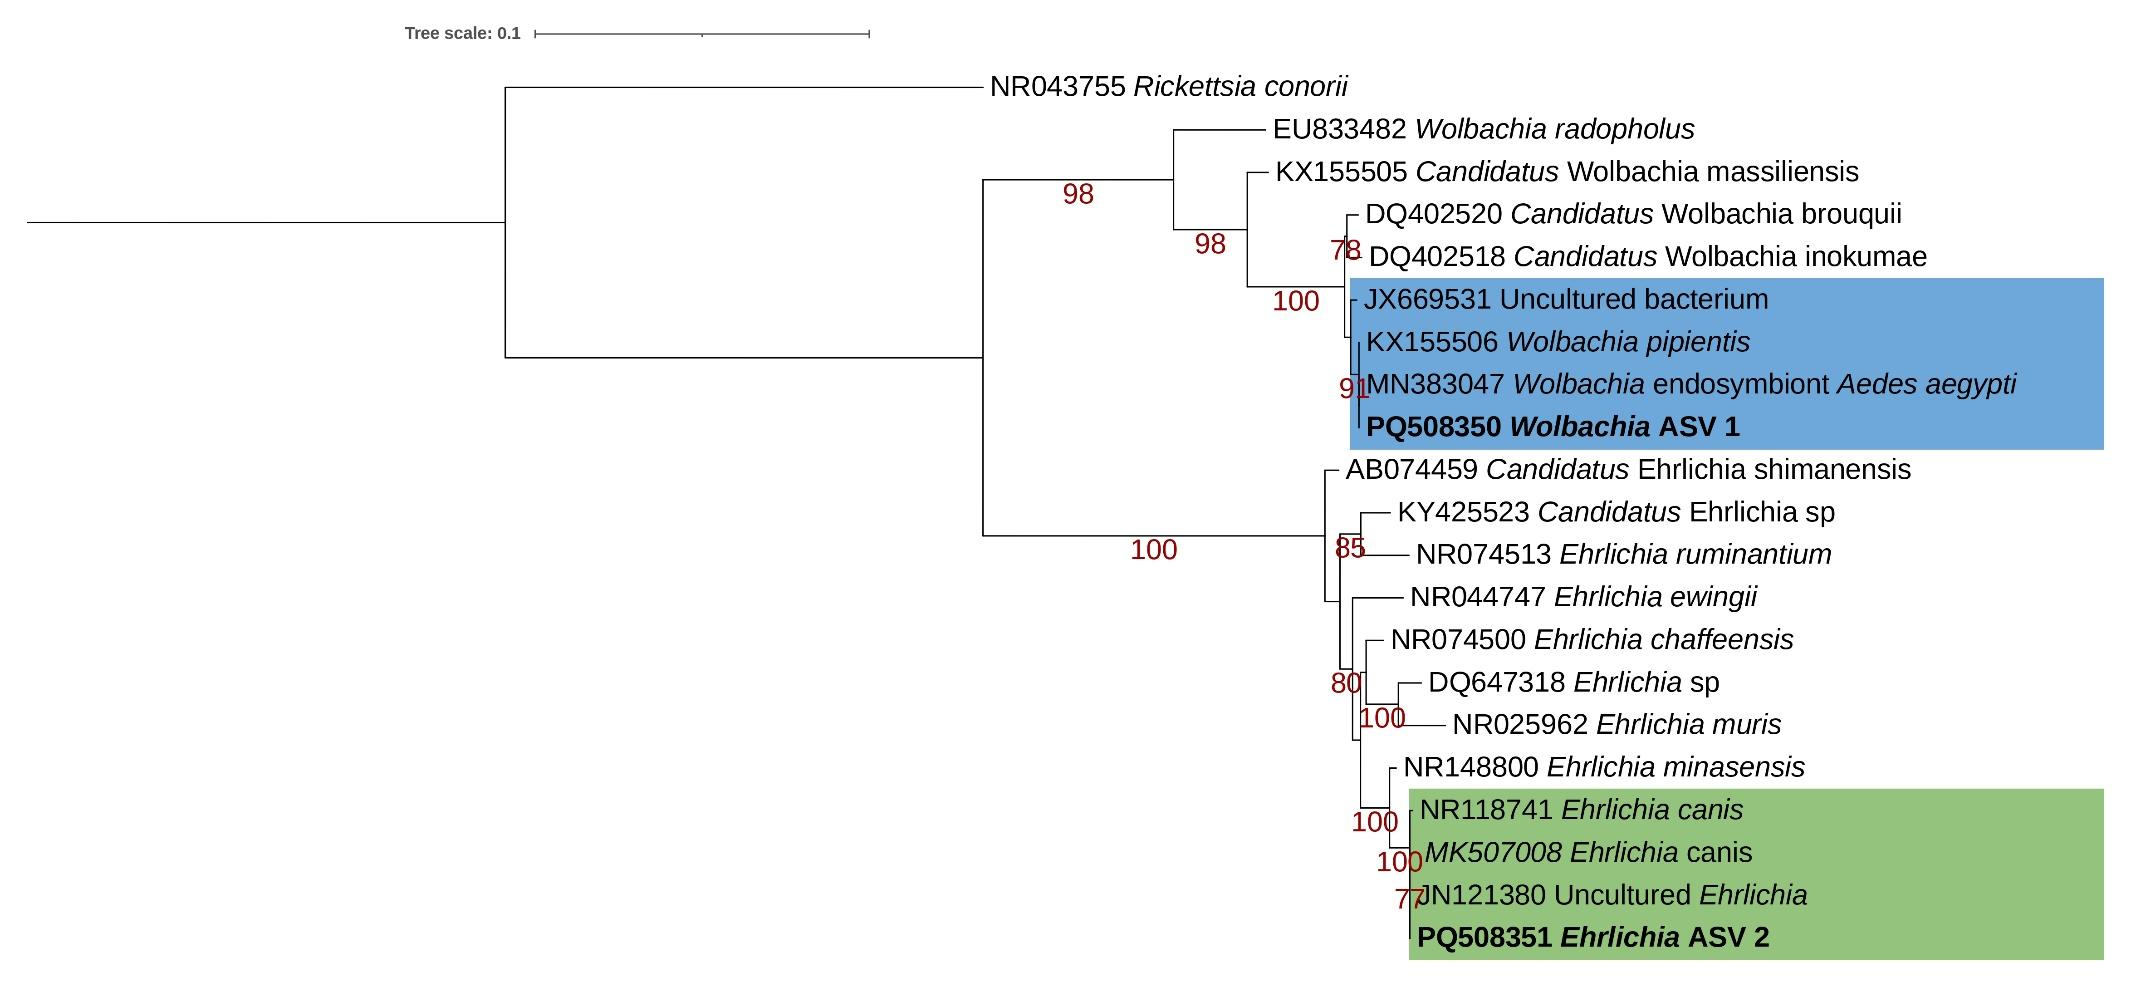 Tree scale: 0.1
NR043755 Rickettsia conorii
EU833482 Wolbachia radopholus
98
KX155505 Candidatus Wolbachia massiliensis
DQ402520 Candidatus Wolbachia brouquii
98
78
DQ402518 Candidatus Wolbachia inokumae
100
JX669531 Uncultured bacterium
KX155506 Wolbachia pipientis
91
MN383047 Wolbachia endosymbiont Aedes aegypti
PQ508350 Wolbachia ASV 1
AB074459 Candidatus Ehrlichia shimanensis
KY425523 Candidatus Ehrlichia sp
100
85
NR074513 Ehrlichia ruminantium
NR044747 Ehrlichia ewingii
NR074500 Ehrlichia chaffeensis
80
DQ647318 Ehrlichia sp
100
NR025962 Ehrlichia muris
NR148800 Ehrlichia minasensis
NR118741 Ehrlichia canis
100
MK507008 Ehrlichia canis
100
77
JN121380 Uncultured Ehrlichia
PQ508351 Ehrlichia ASV 2